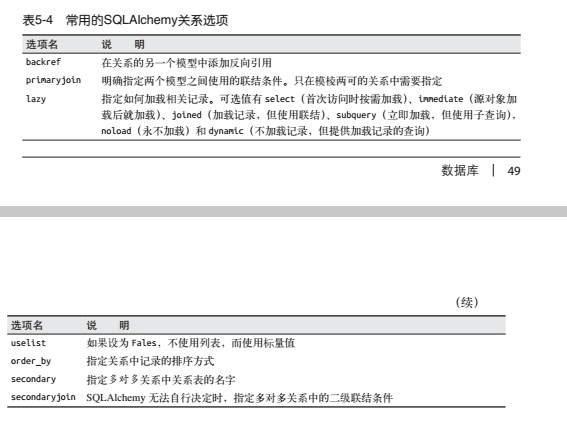 表5-4 常用的SQLAlchemy关系选项
选项名 说 明
backref 在关系的另一个模型中添加反向引用
primaryjoin 明确指定两个模型之间使用的联结条件。只在模棱两可的关系中需要指定
lazy 指定如何加载相关记录。可选值有 select（首次访问时按需加载）、immediate（源对象加
载后就加载）、joined（加载记录，但使用联结）、subquery（立即加载，但使用子查询），
noload（永不加载）和 dynamic（不加载记录，但提供加载记录的查询）
数据库 | 49
（续）
选项名 说 明
uselist 如果设为 Fales，不使用列表，而使用标量值
order_by 指定关系中记录的排序方式
secondary 指定多对多关系中关系表的名字
secondaryjoin SQLAlchemy 无法自行决定时，指定多对多关系中的二级联结条件